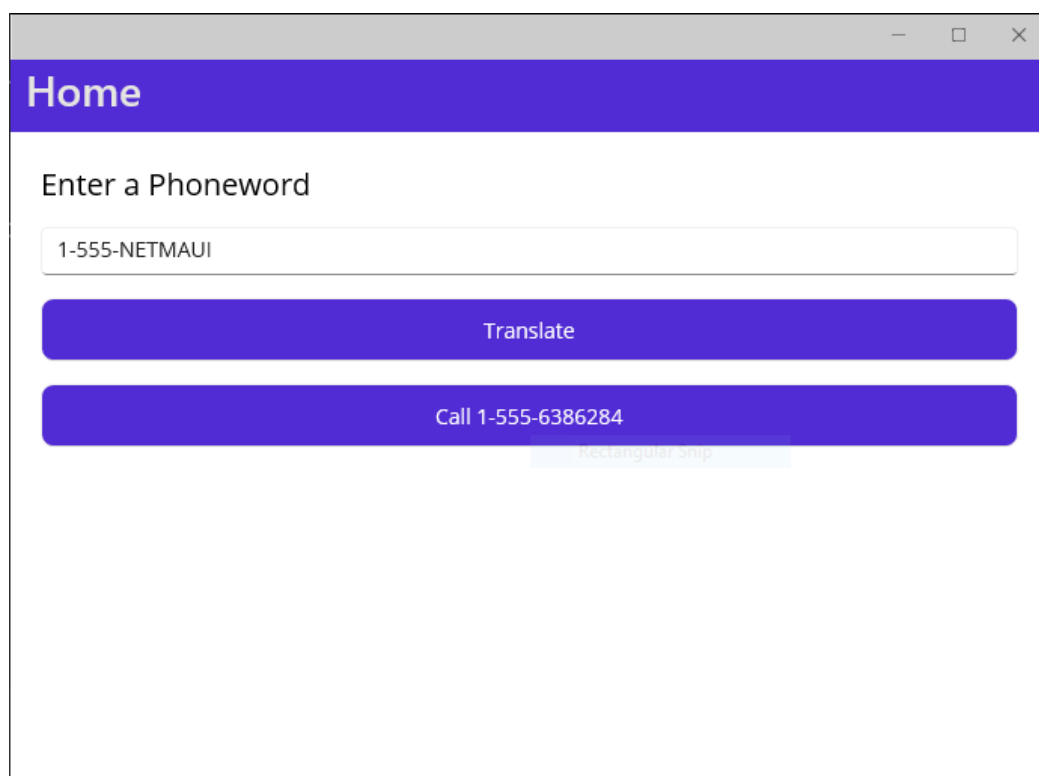 Home
Enter a Phoneword
1-555-NETMAUI
Translate
Call 1-555-6386284
Rectangular Snip